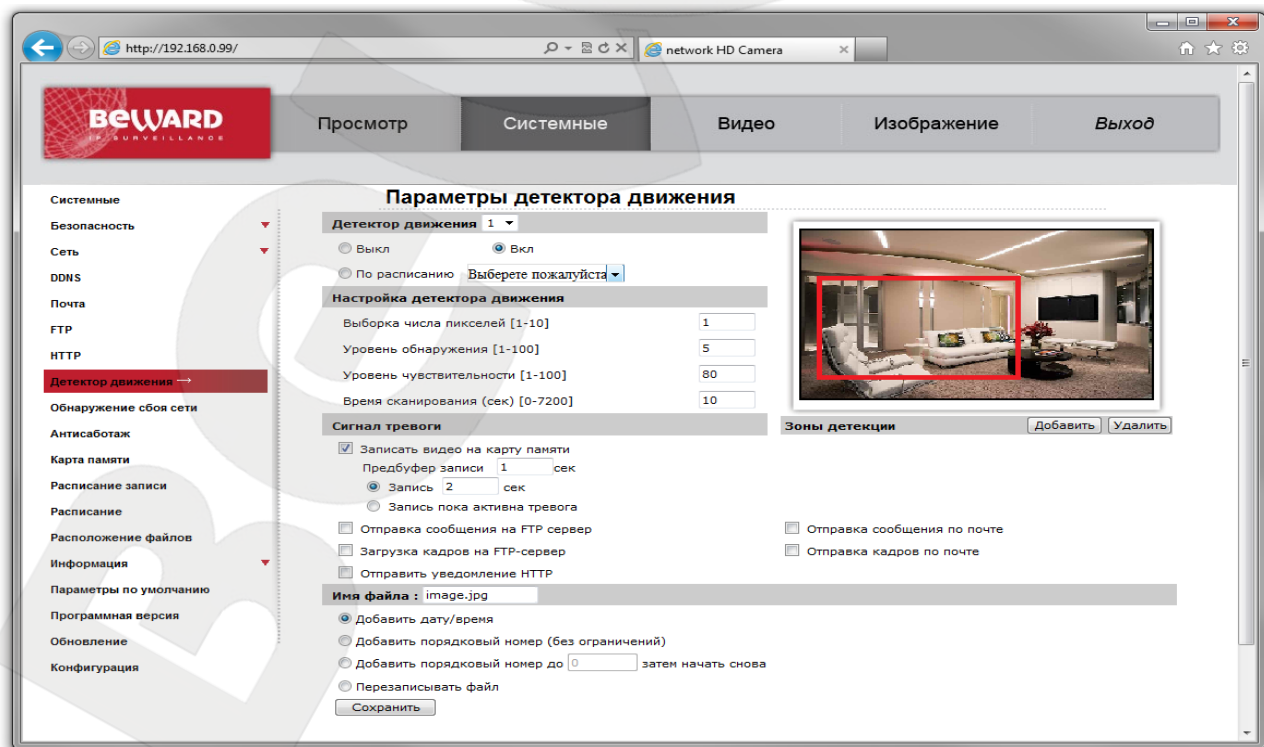 http://192.168.0.99/
network HD Camera
BEWARD
IP SURVEILLANCE
Просмотр
Системные
Видео
Изображение
Выход
Системные
Безопасность
Сеть
DDNS
Почта
FTP
HTTP
Детектор движения →
Обнаружение сбоя сети
Антисаботаж
Карта памяти
Расписание записи
Расписание
Расположение файлов
Информация
Параметры по умолчанию
Программная версия
Обновление
Конфигурация
Параметры детектора движения
Детектор движения 1
Выкл Вкл
По расписанию Выберете пожалуйста
Настройка детектора движения
Выборка числа пикселей [1-10] 1
Уровень обнаружения [1-100] 5
Уровень чувствительности [1-100] 80
Время сканирования (сек) [0-7200] 10
Сигнал тревоги
Зоны детекции Добавить Удалить
Записать видео на карту памяти
Предбуфер записи 1 сек
Запись 2 сек
Запись пока активна тревога
Отправка сообщения на FTP сервер
Отправка сообщения по почте
Загрузка кадров на FTP-сервер
Отправка кадров по почте
Отправить уведомление HTTP
Имя файла : image.jpg
Добавить дату/время
Добавить порядковый номер (без ограничений)
Добавить порядковый номер до 0 затем начать снова
Перезаписывать файл
Сохранить